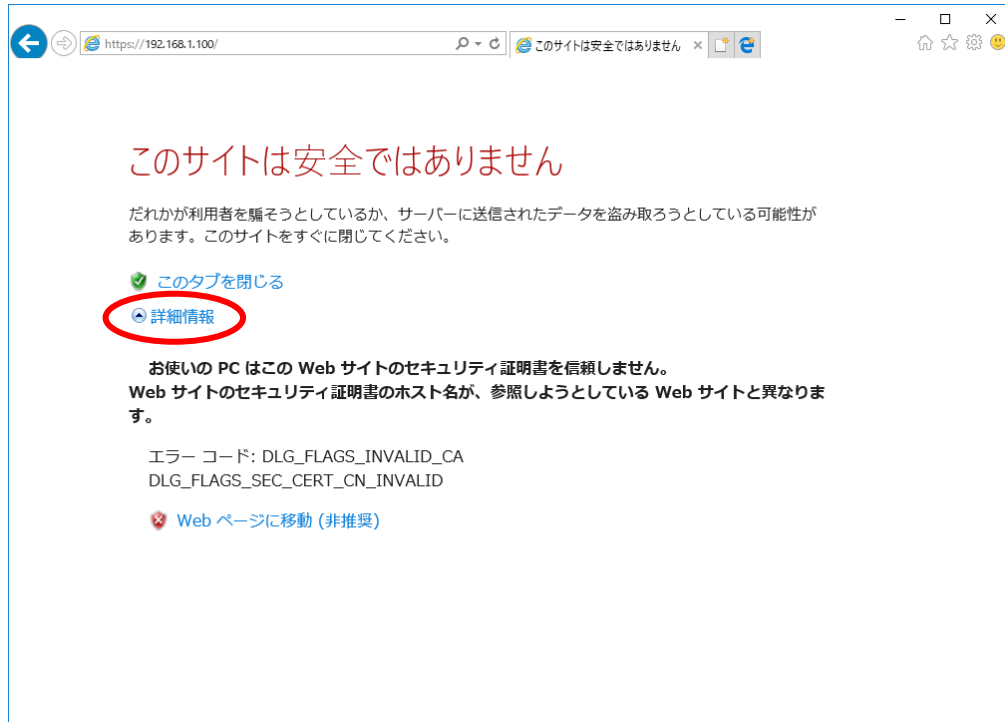 https://192.168.1.100/
このサイトは安全ではありません
このサイトは安全ではありません
だれかが利用者を騙そうとしているか、サーバーに送信されたデータを盗み取ろうとしている可能性が
あります。このサイトをすぐに閉じてください。
このタブを閉じる
詳細情報
お使いの PC はこの Web サイトのセキュリティ証明書を信頼しません。
Web サイトのセキュリティ証明書のホスト名が、参照しようとしている Web サイトと異なりま
す。
エラー コード: DLG_FLAGS_INVALID_CA
DLG_FLAGS_SEC_CERT_CN_INVALID
Web ページに移動 (非推奨)